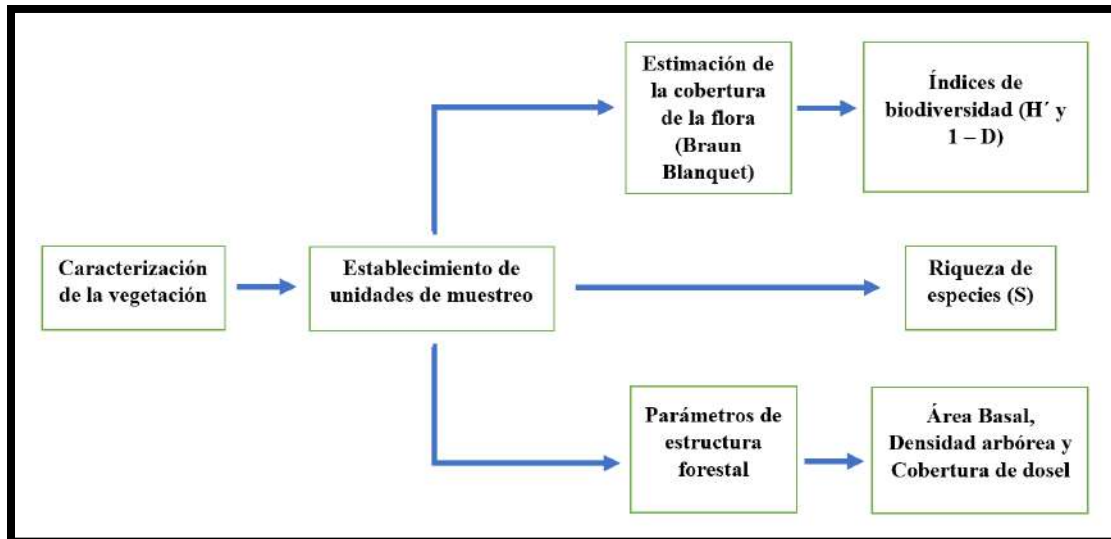 Caracterización
de la vegetación
Establecimiento de
unidades de muestreo
Estimación de
la cobertura
de la flora
(Braun
Blanquet)
Índices de
biodiversidad (H´ y
1 – D)
Riqueza de
especies (S)
Parámetros de
estructura
forestal
Área Basal,
Densidad arbórea y
Cobertura de dosel